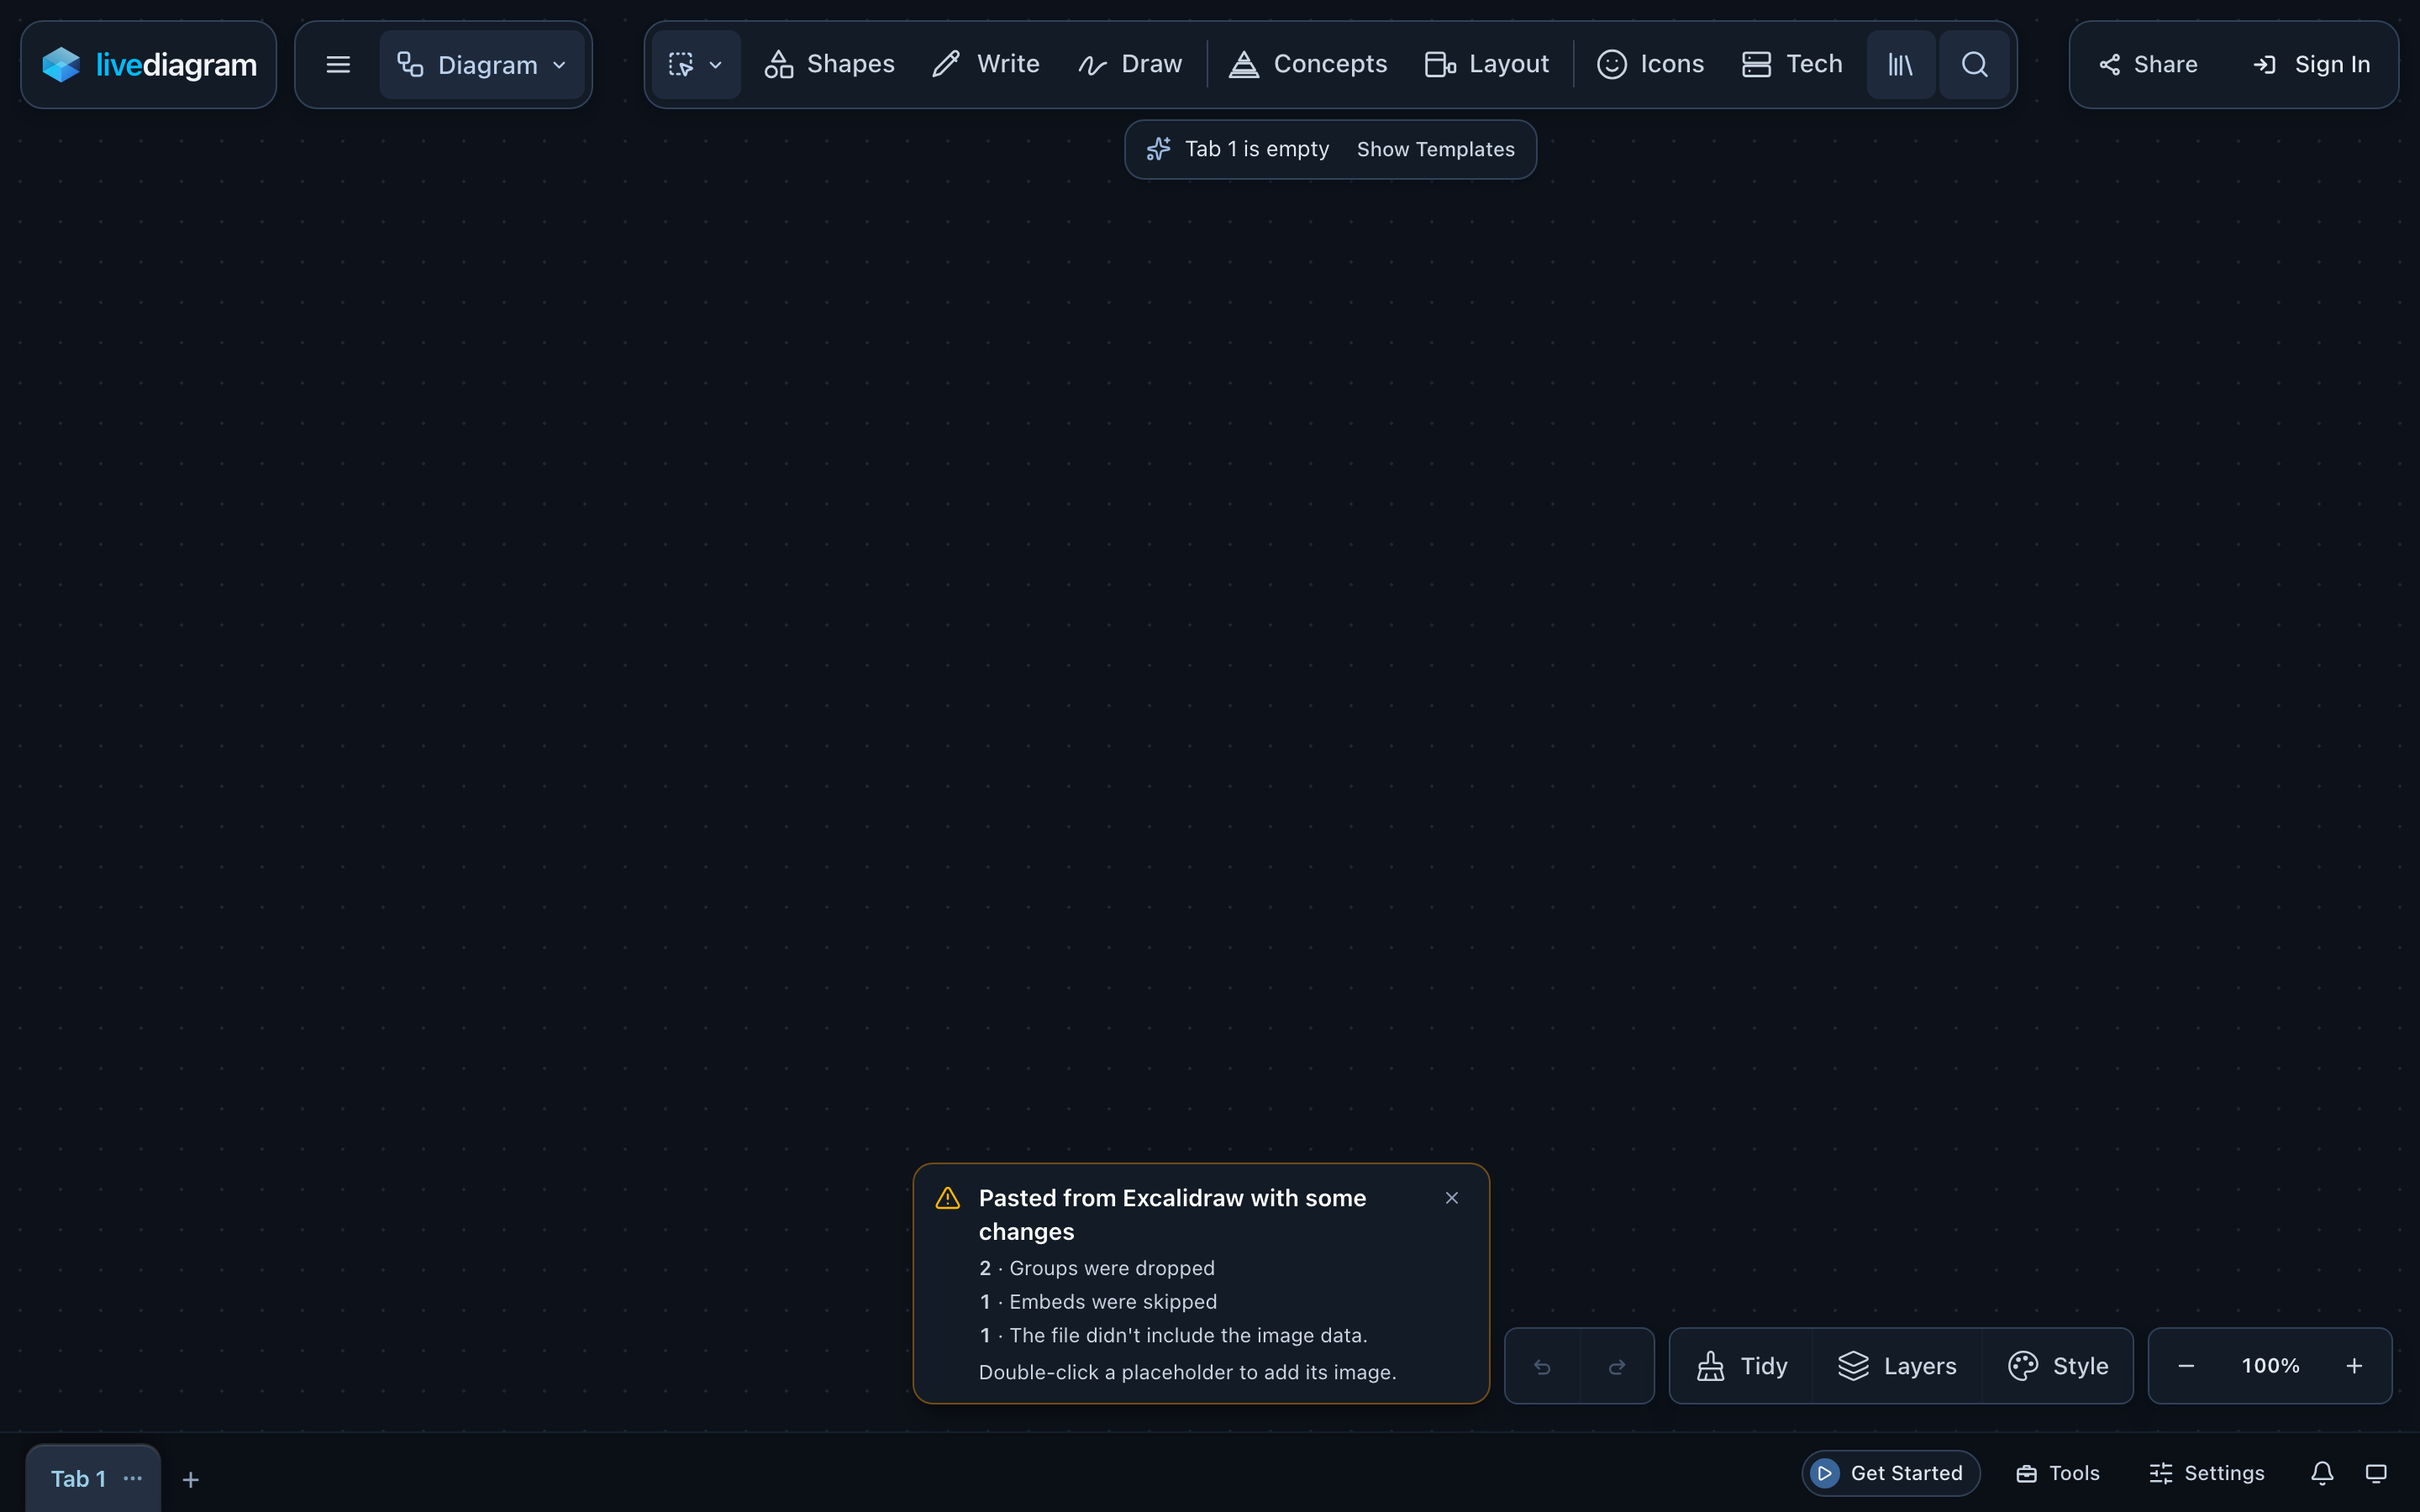 livediagram
Diagram
Shapes
Write
Draw
Concepts
Layout
Icons
Tech
Share
Sign In
Tab 1 is empty Show Templates
Pasted from Excalidraw with some
changes
2 · Groups were dropped
1 · Embeds were skipped
1 · The file didn't include the image data.
Double-click a placeholder to add its image.
Tidy
Layers
Style
100%
Tab 1
Get Started
Tools
Settings